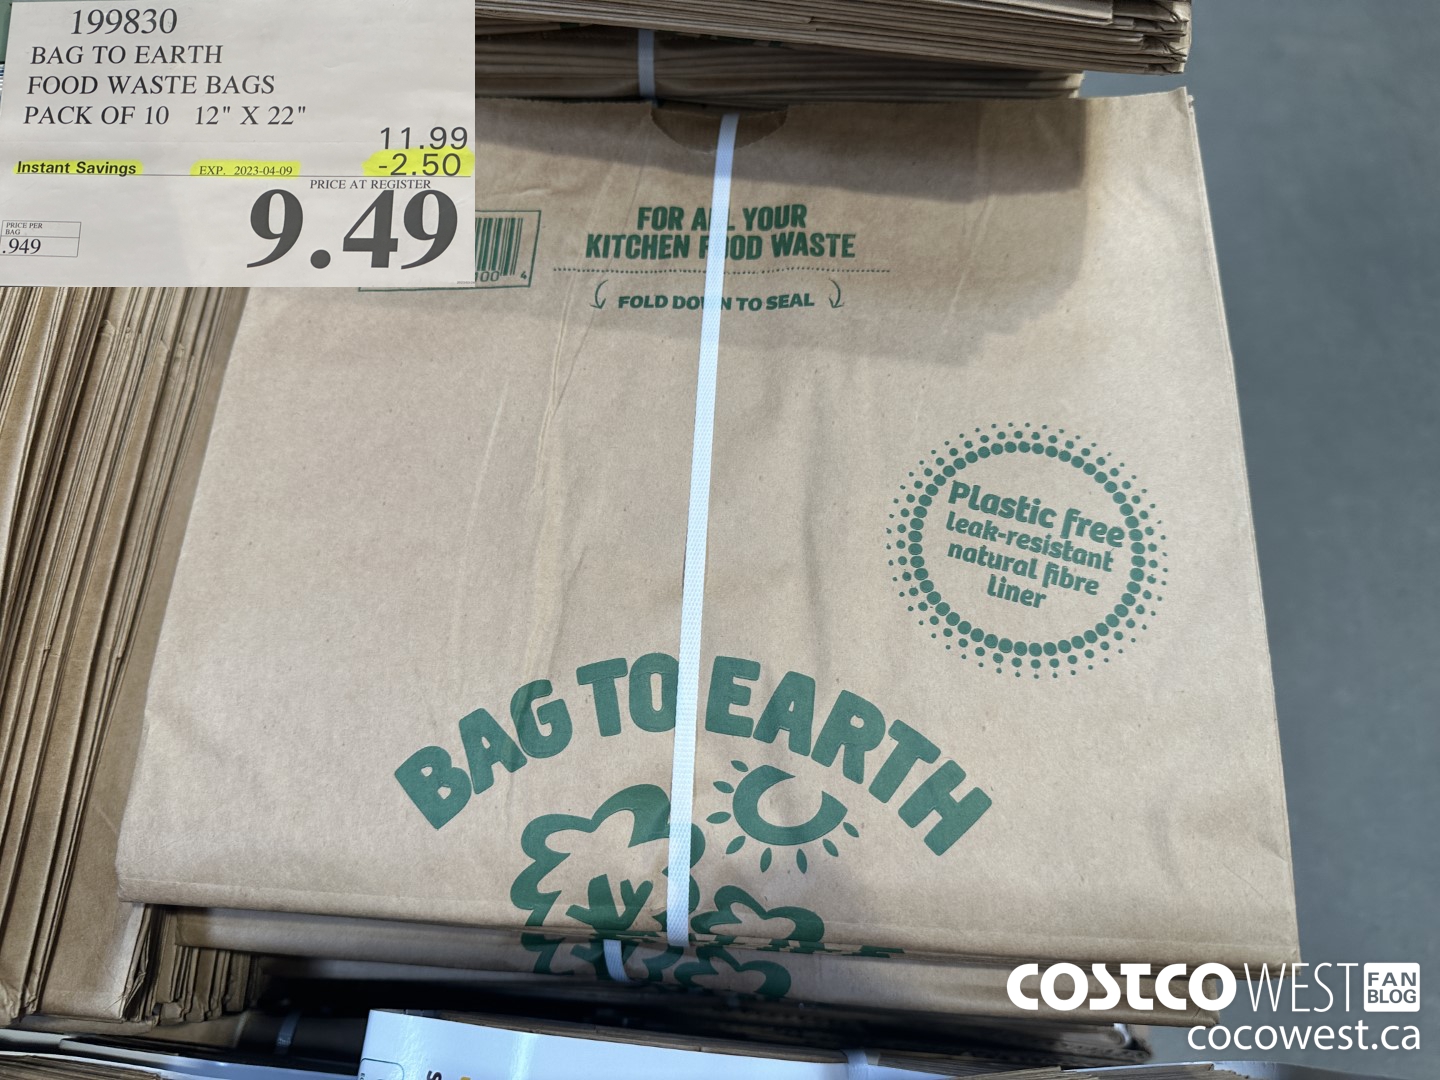 199830
BAG TO EARTH
FOOD WASTE BAGS
PACK OF 10 12" X 22"
11.99
Instant Savings EXP. 2023-04-09 -2.50
PRICE AT REGISTER
9.49
PRICE PER
BAG
.949
100 4
FOR ALL YOUR
KITCHEN FOOD WASTE
FOLD DOWN TO SEAL
Plastic free
leak-resistant
natural fibre
liner
BAG TO EARTH
COSTCO WEST FAN
BLOG
cocowest.ca